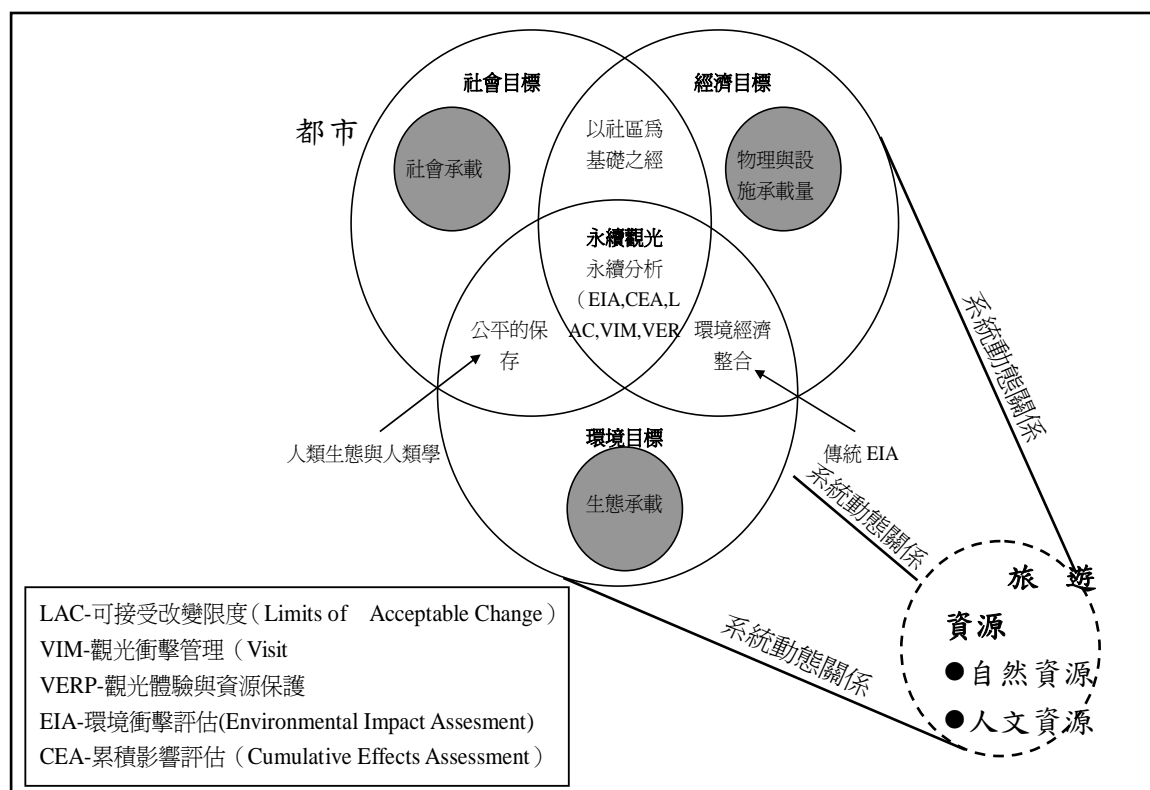 社會目標
經濟目標
都市
社會承載
以社區為
基礎之經
物理與設
施承載量
永續觀光
永續分析
（EIA,CEA,L
AC,VIM,VER
公平的保
存
環境經濟
整合
人類生態與人類學
環境目標
傳統 EIA
生態承載
系統動態關係
系統動態關係
系統動態關係
旅 遊
資源
●自然資源
●人文資源
LAC-可接受改變限度（Limits of Acceptable Change）
VIM-觀光衝擊管理（Visit
VERP-觀光體驗與資源保護
EIA-環境衝擊評估(Environmental Impact Assesment)
CEA-累積影響評估（Cumulative Effects Assessment）